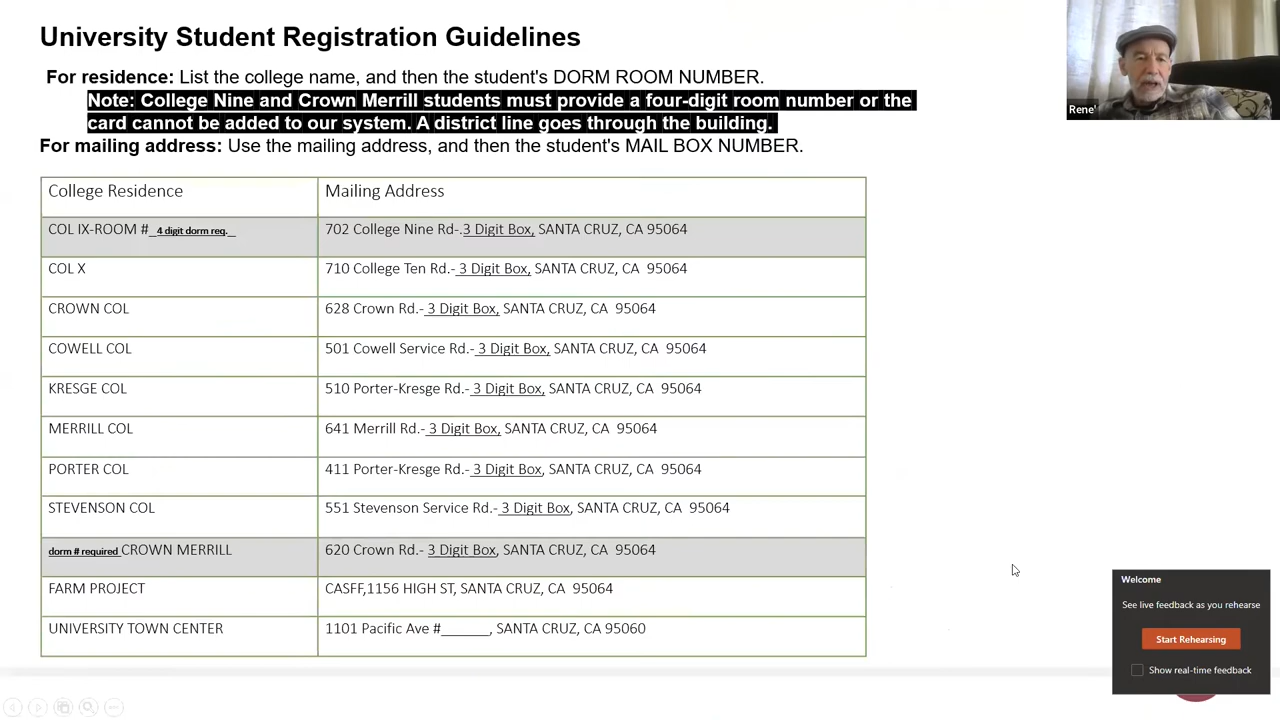 University Student Registration Guidelines
For residence: List the college name, and then the student's DORM ROOM NUMBER.
Note: College Nine and Crown Merrill students must provide a four-digit room number or the
card cannot be added to our system. A district line goes through the building.
For mailing address: Use the mailing address, and then the student's MAIL BOX NUMBER.
College Residence Mailing Address
COL IX-ROOM #_4 digit dorm req._ 702 College Nine Rd-.3 Digit Box, SANTA CRUZ, CA 95064
COL X 710 College Ten Rd.- 3 Digit Box, SANTA CRUZ, CA 95064
CROWN COL 628 Crown Rd.- 3 Digit Box, SANTA CRUZ, CA 95064
COWELL COL 501 Cowell Service Rd.- 3 Digit Box, SANTA CRUZ, CA 95064
KRESGE COL 510 Porter-Kresge Rd.- 3 Digit Box, SANTA CRUZ, CA 95064
MERRILL COL 641 Merrill Rd.- 3 Digit Box, SANTA CRUZ, CA 95064
PORTER COL 411 Porter-Kresge Rd.- 3 Digit Box, SANTA CRUZ, CA 95064
STEVENSON COL 551 Stevenson Service Rd.- 3 Digit Box, SANTA CRUZ, CA 95064
dorm # required CROWN MERRILL 620 Crown Rd.- 3 Digit Box, SANTA CRUZ, CA 95064
FARM PROJECT CASFF,1156 HIGH ST, SANTA CRUZ, CA 95064
UNIVERSITY TOWN CENTER 1101 Pacific Ave #______, SANTA CRUZ, CA 95060
Rene'
Welcome
See live feedback as you rehearse
Start Rehearsing
Show real-time feedback